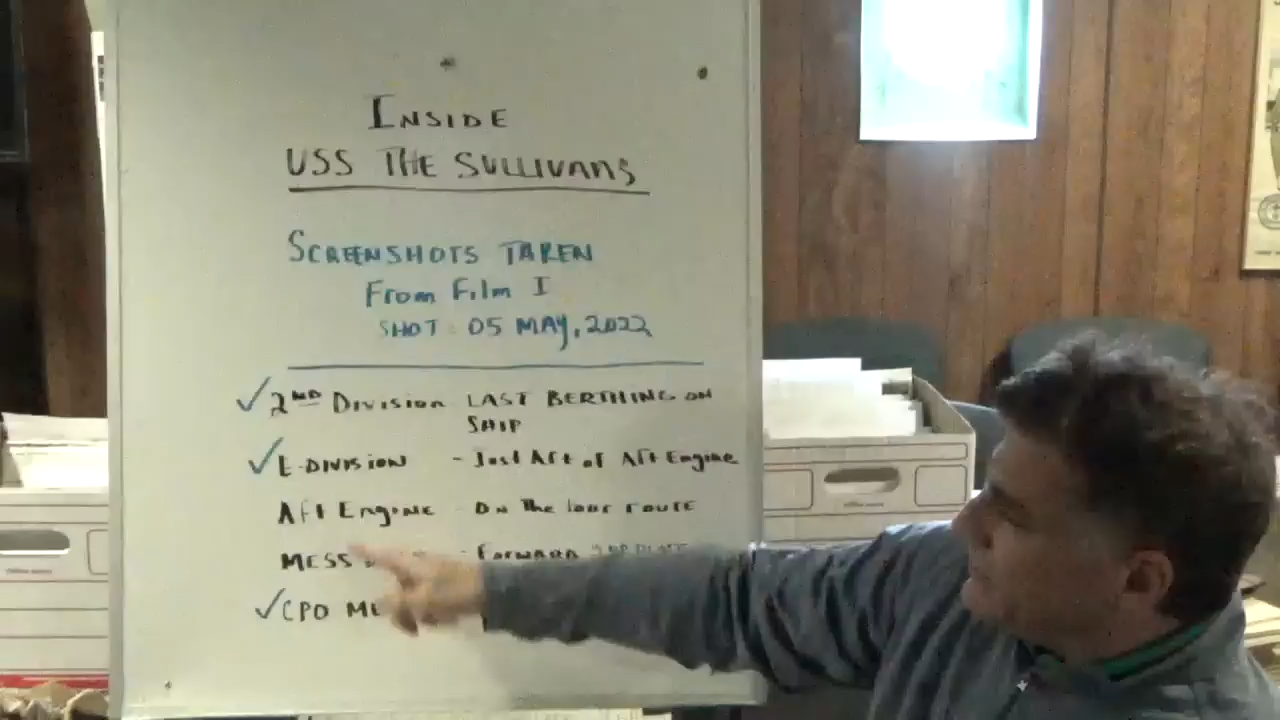 INSIDE
USS THE SULLIVANS
SCREENSHOTS TAKEN
From Film I
SHOT: 05 MAY, 2022
✓ 2ND DIVISION LAST BERTHING ON
SHIP
✓ E-DIVISION - Just Aft of Aft Engine
AFT ENGINE - On The tour route
MESS - FORWARD
✓ CPO